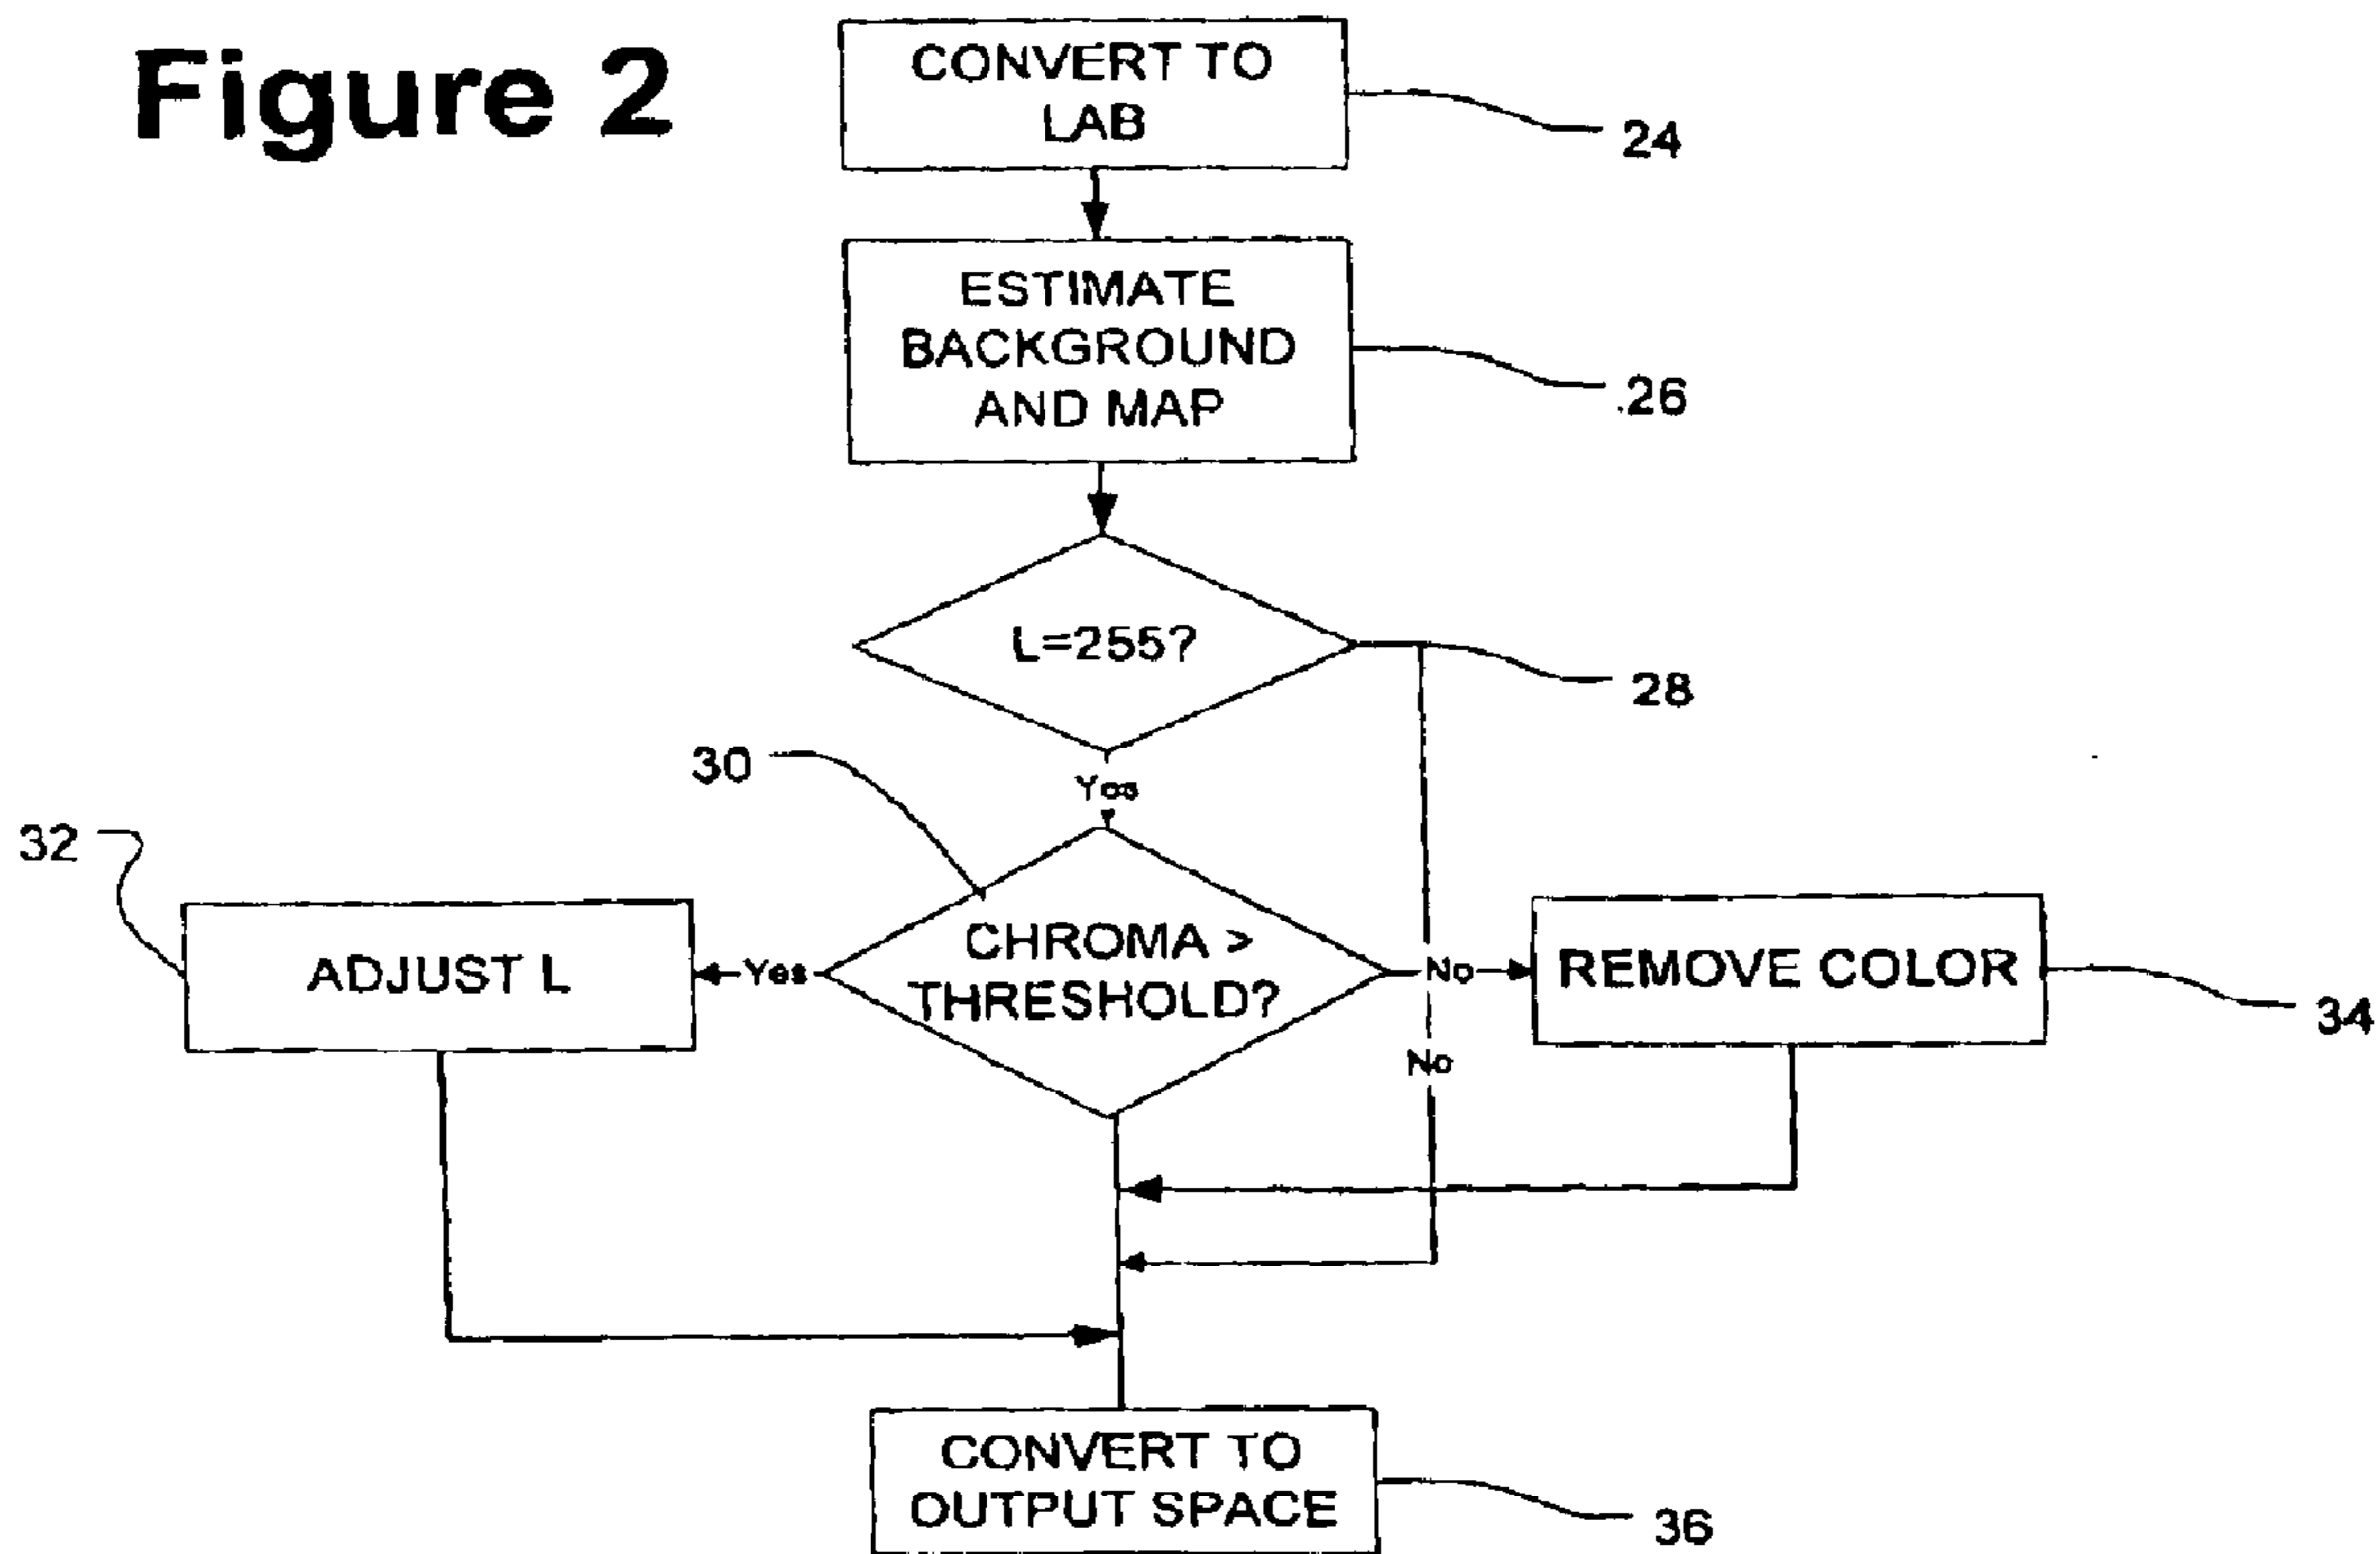 Figure 2
CONVERT TO
LAB
24
ESTIMATE
BACKGROUND
AND MAP
26
L=255?
28
30
Yes
32
ADJUST L
Yes
CHROMA >
THRESHOLD?
No
REMOVE COLOR
34
No
CONVERT TO
OUTPUT SPACE
36